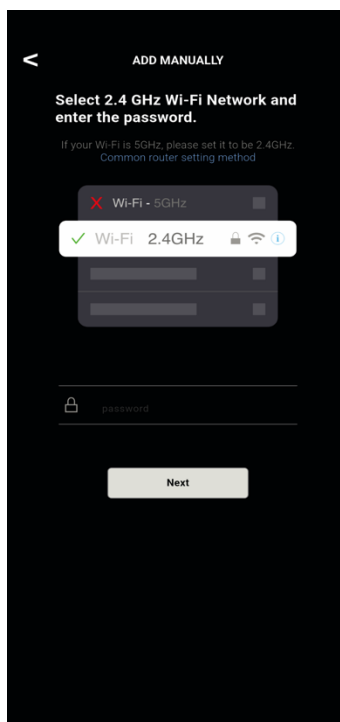 < ADD MANUALLY
Select 2.4 GHz Wi-Fi Network and
enter the password.
If your Wi-Fi is 5GHz, please set it to be 2.4GHz.
Common router setting method
Wi-Fi - 5GHz
Wi-Fi 2.4GHz
password
Next